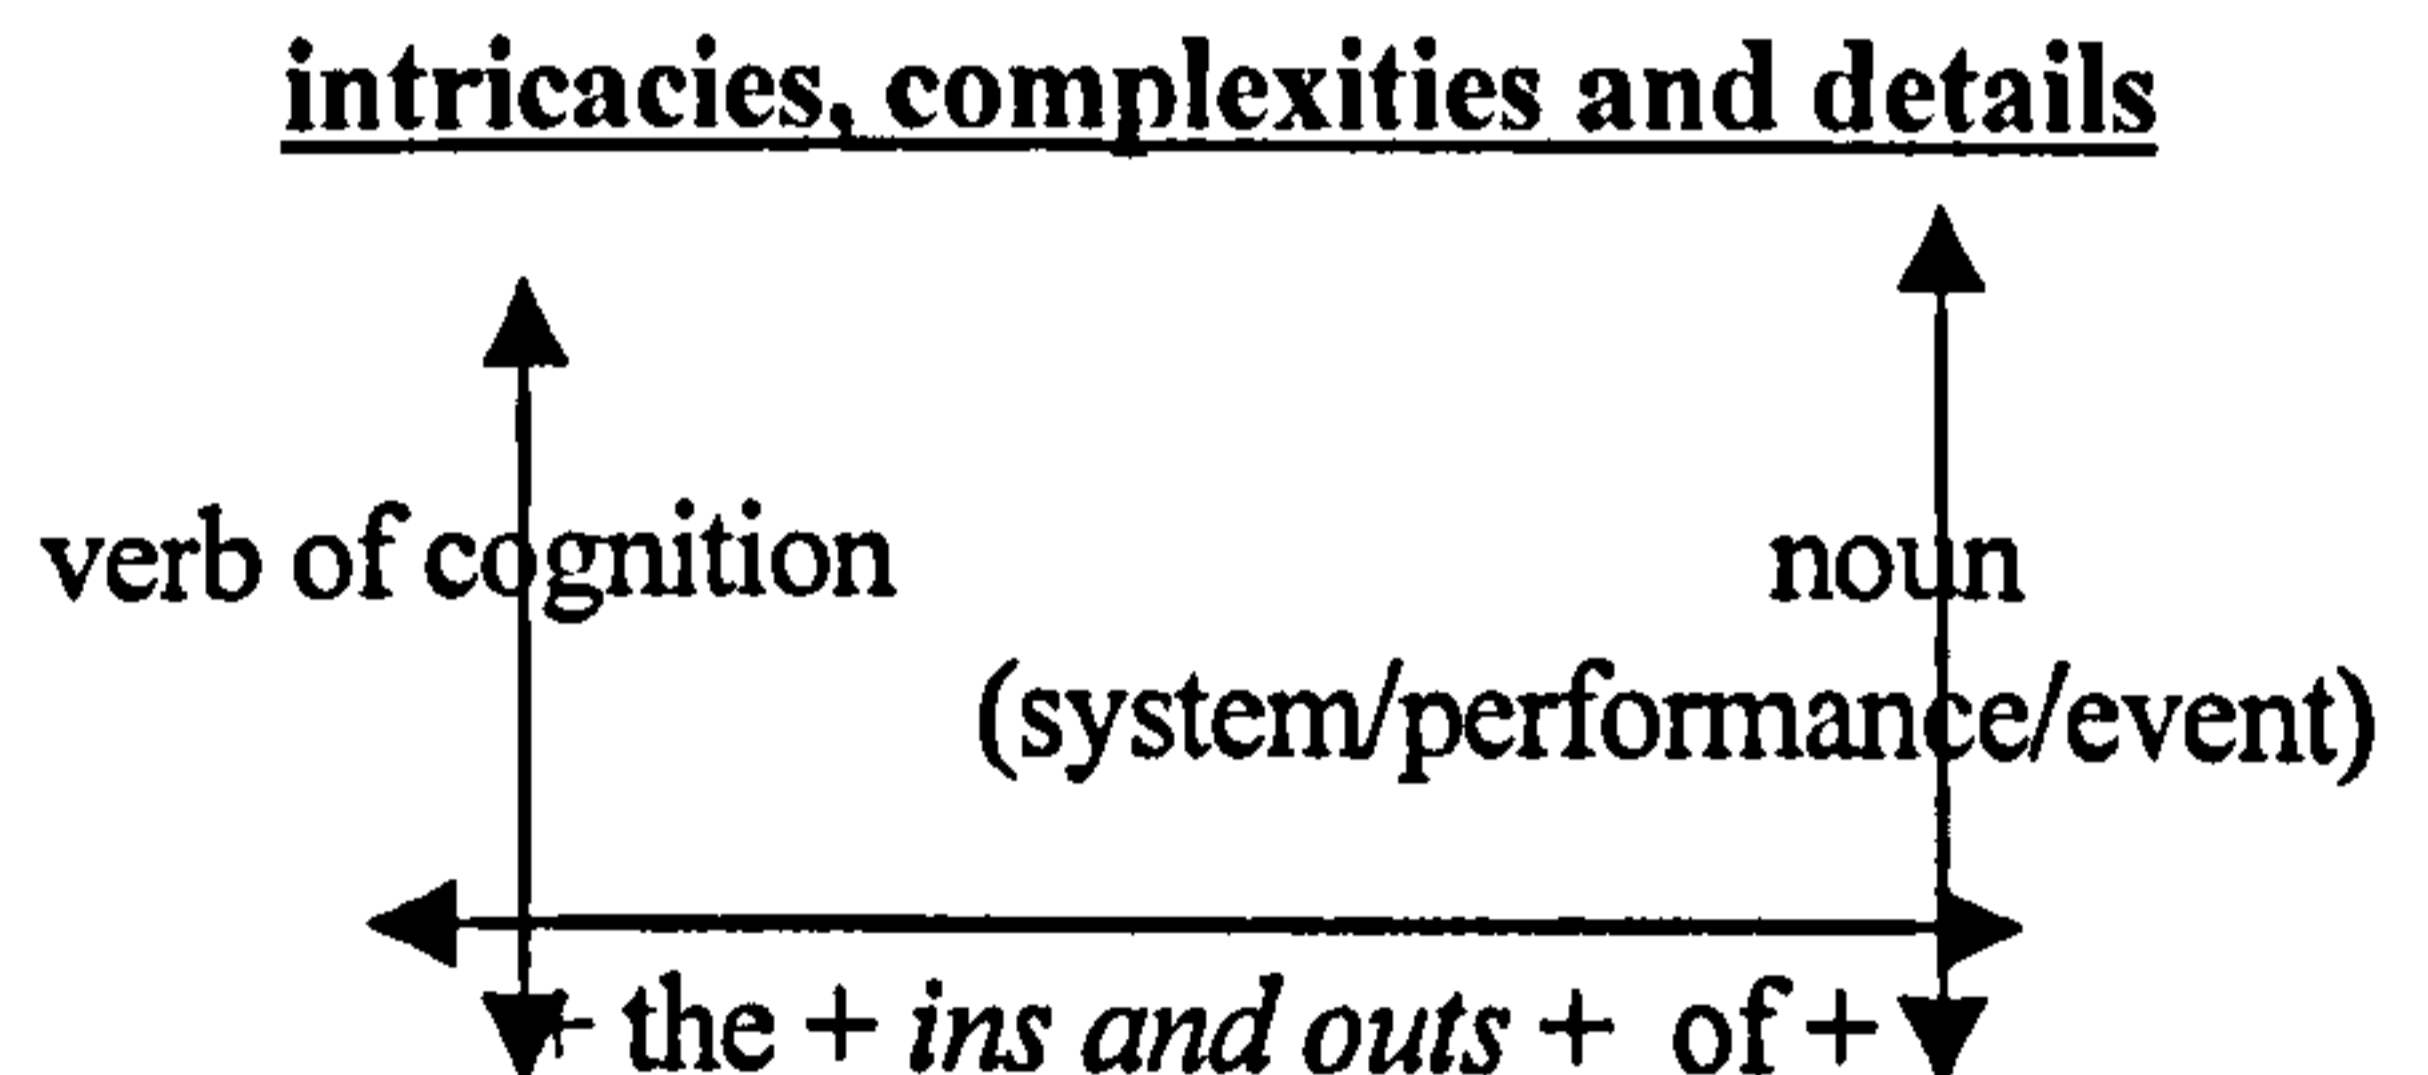 intricacies, complexities and details
verb of cognition noun
(system/performance/event)
+ the + ins and outs + of +